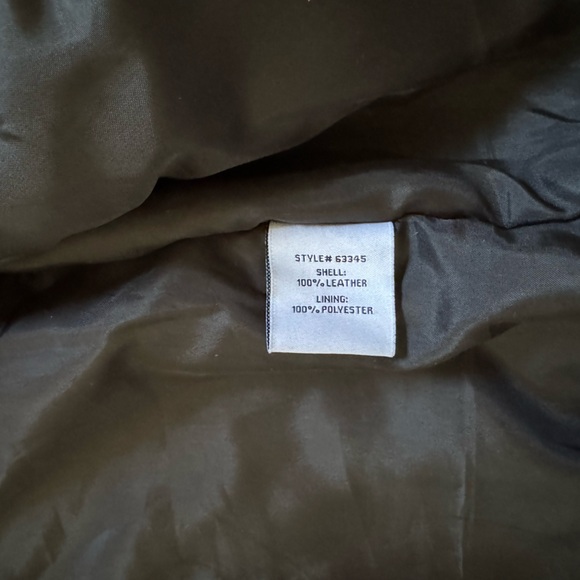 STYLE# 63345
SHELL:
100% LEATHER
LINING:
100% POLYESTER